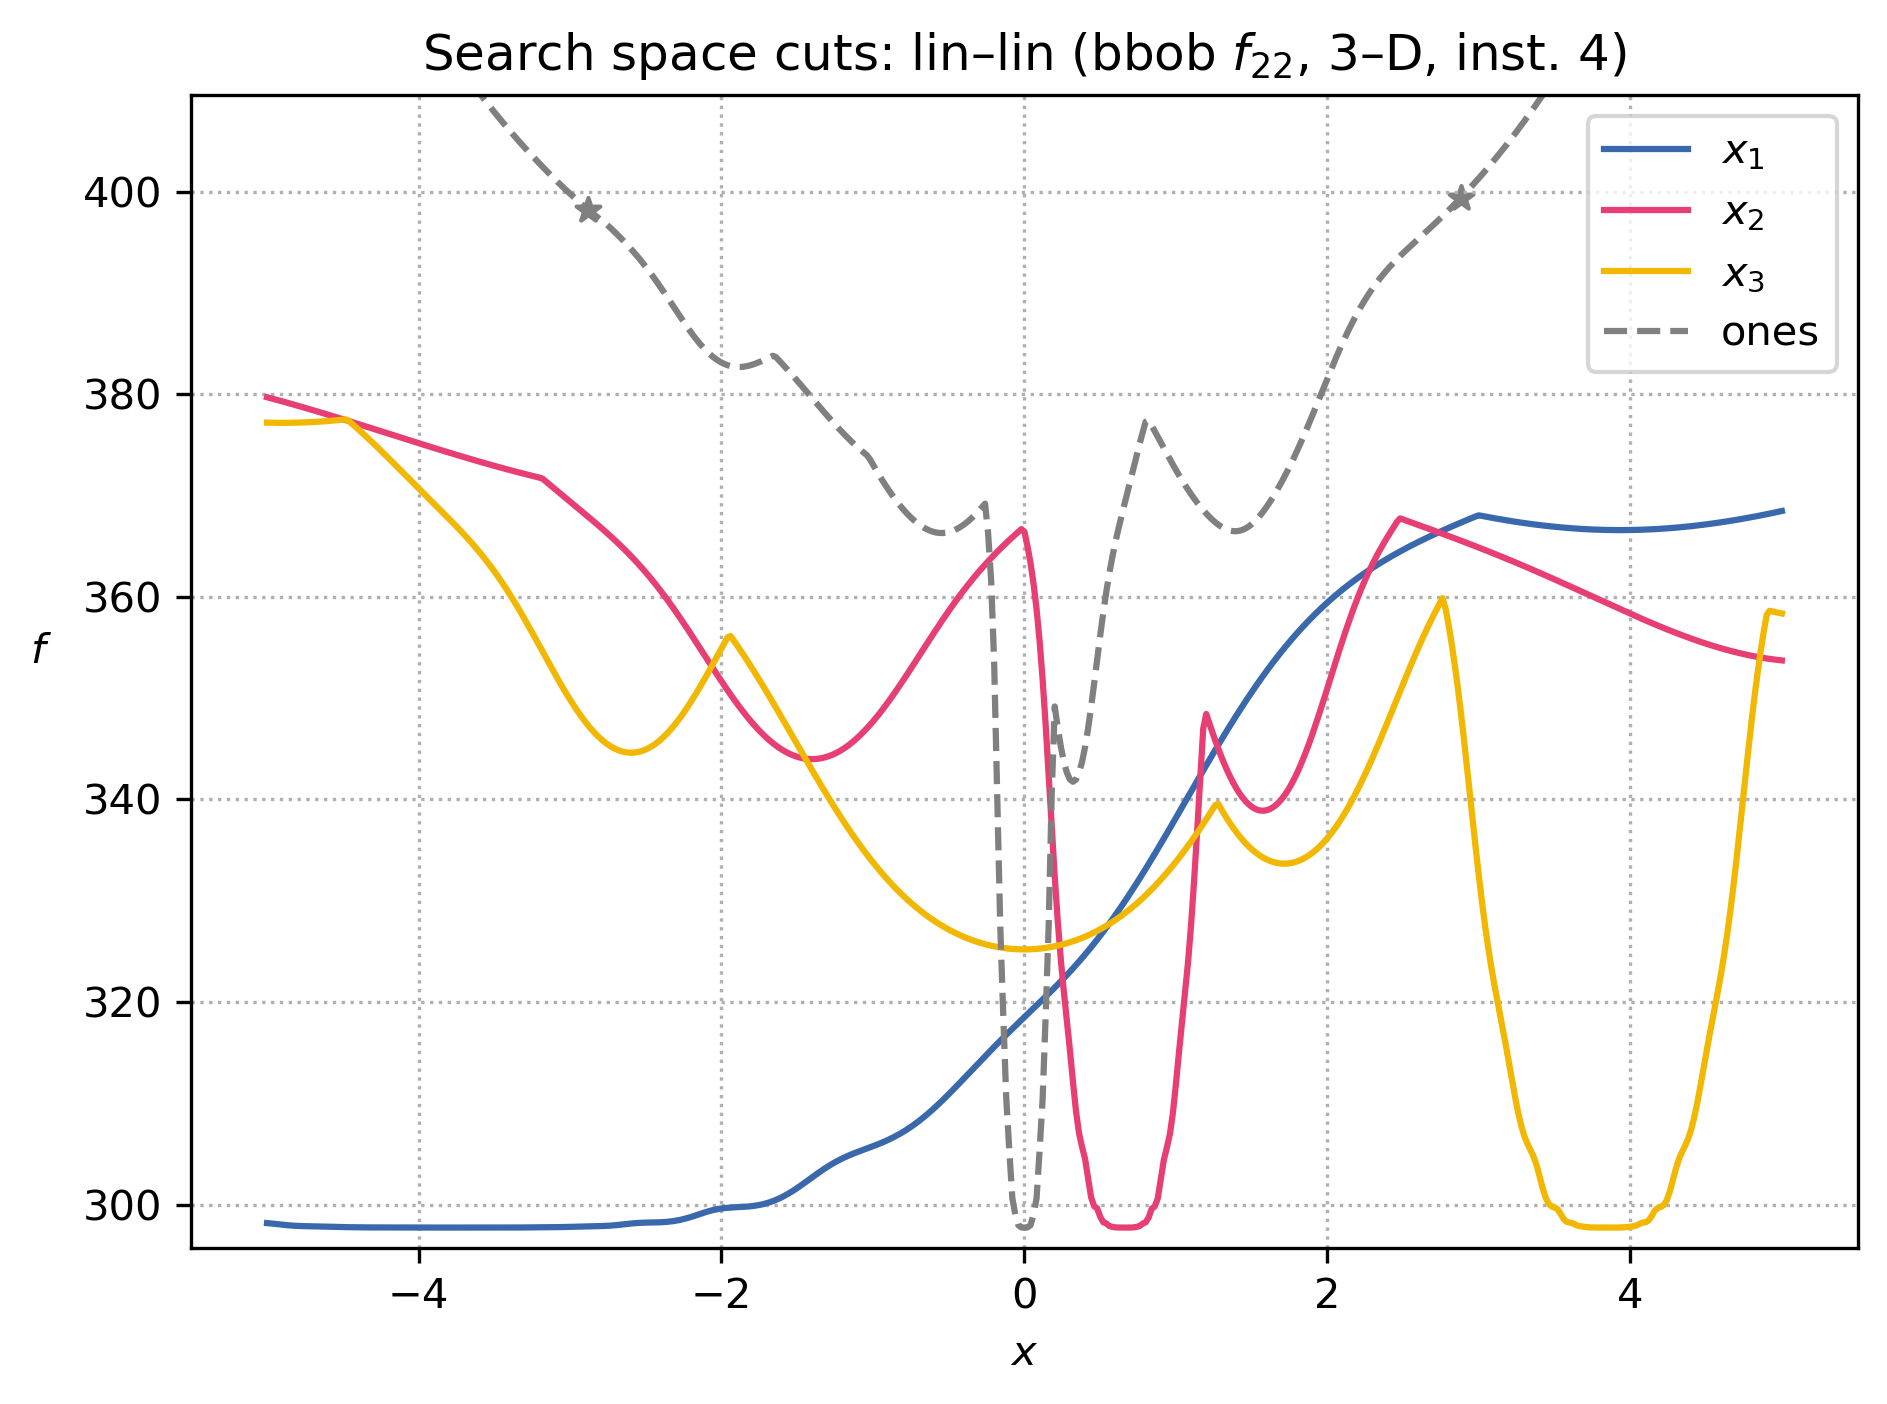 Search space cuts: lin–lin (bbob f22, 3–D, inst. 4)
400
380
360
340
320
300
f
−4
−2
0
2
4
x
x1
x2
x3
ones